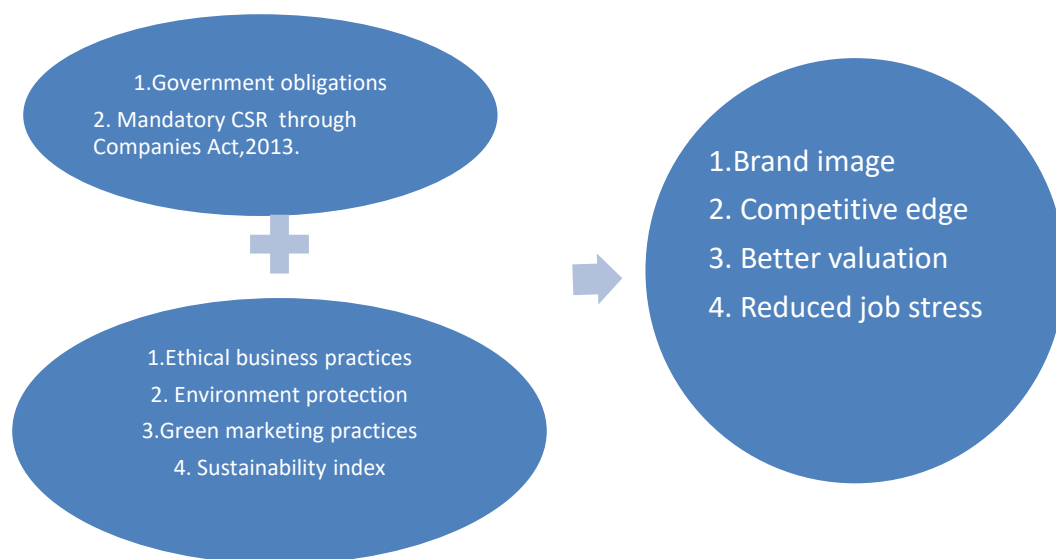 1.Government obligations
2. Mandatory CSR through
Companies Act,2013.
1.Ethical business practices
2. Environment protection
3.Green marketing practices
4. Sustainability index
1.Brand image
2. Competitive edge
3. Better valuation
4. Reduced job stress